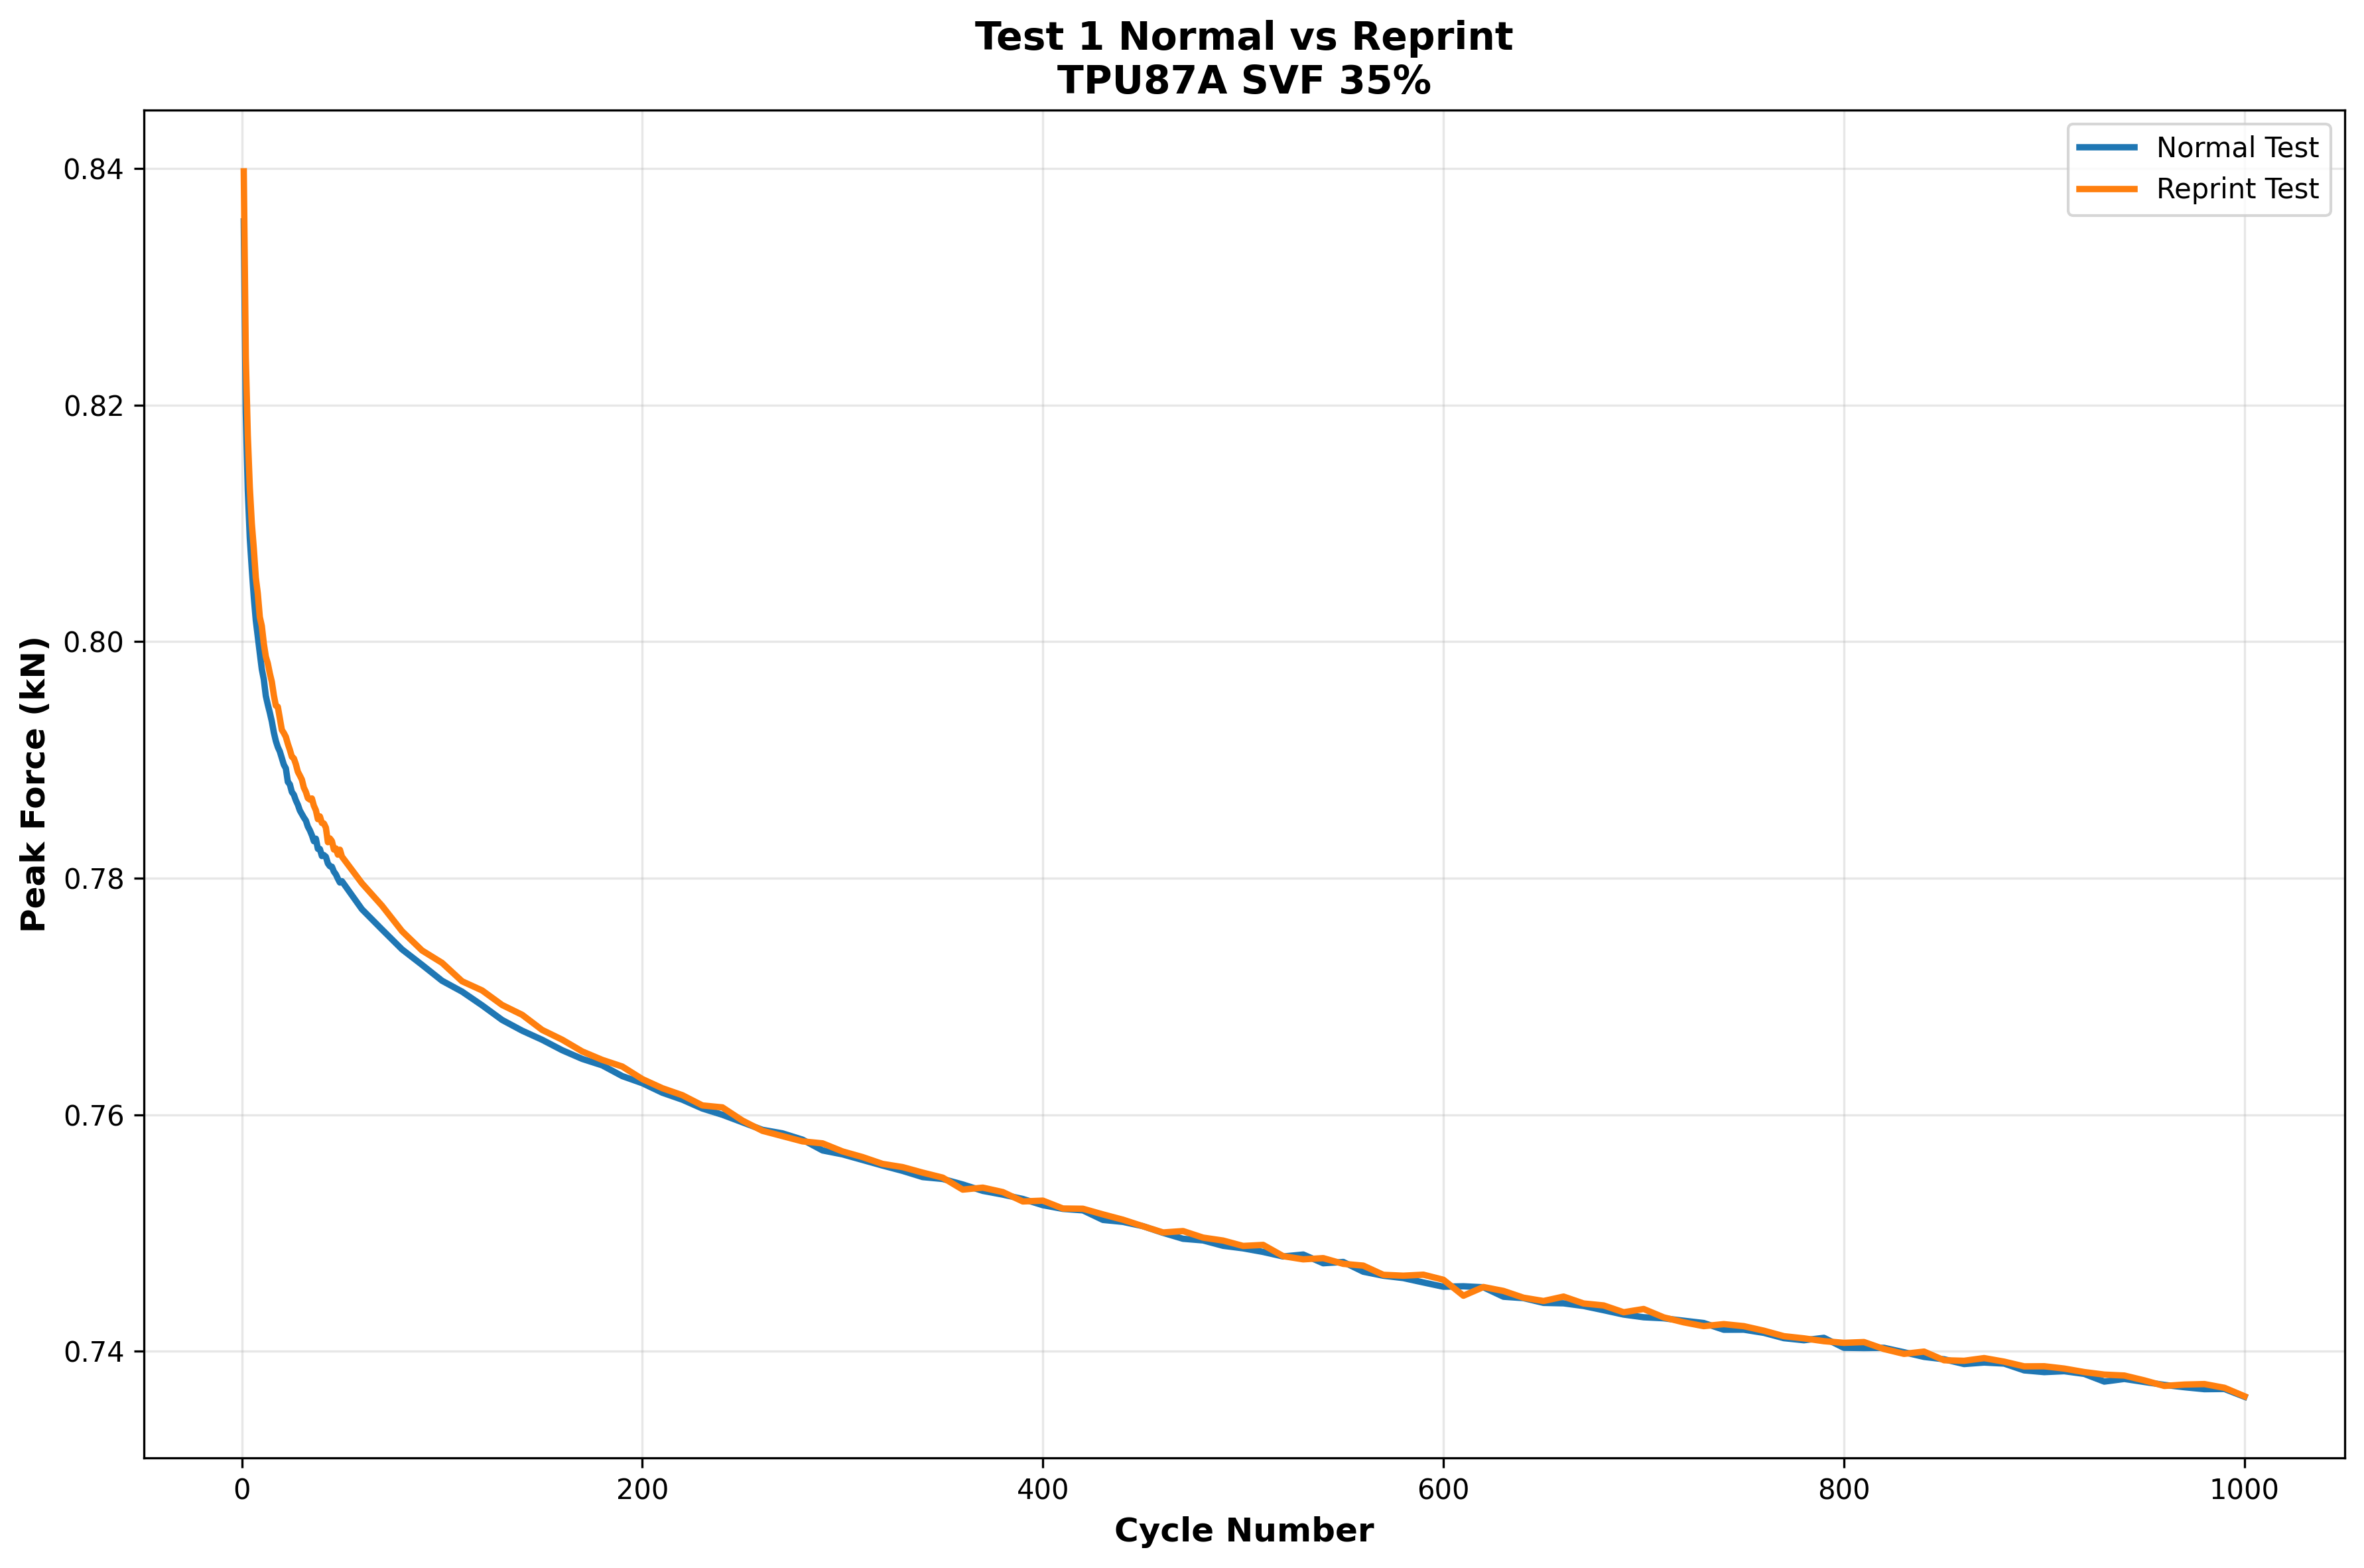 Test 1 Normal vs Reprint
TPU87A SVF 35%
Normal Test
Reprint Test
0.84
0.82
0.80
0.78
0.76
0.74
Peak Force (kN)
0
200
400
600
800
1000
Cycle Number